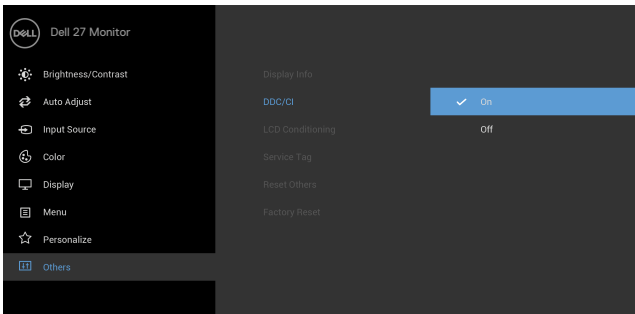 DELL
Dell 27 Monitor
Brightness/Contrast
Auto Adjust
Input Source
Color
Display
Menu
Personalize
Others
Display Info
DDC/CI
LCD Conditioning
Service Tag
Reset Others
Factory Reset
On
Off